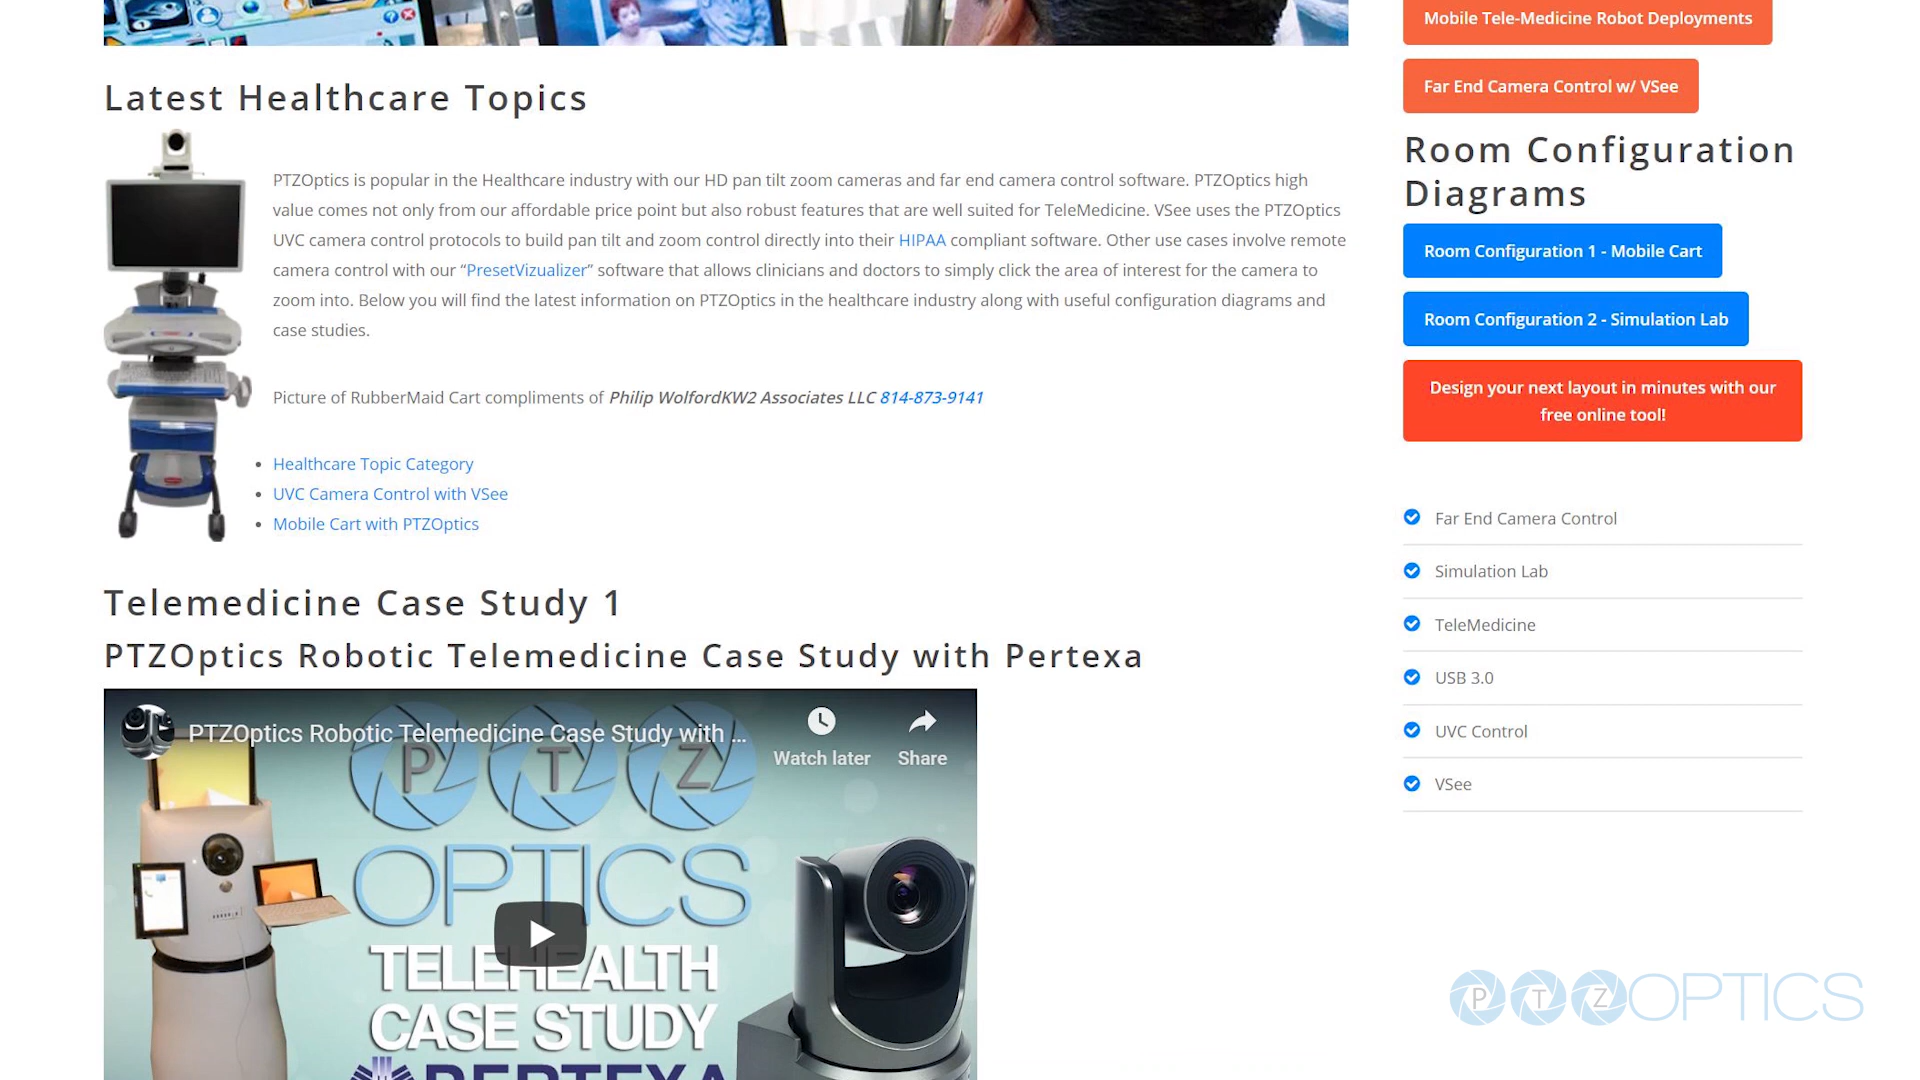 Latest Healthcare Topics
PTZOptics is popular in the Healthcare industry with our HD pan tilt zoom cameras and far end camera control software. PTZOptics high
value comes not only from our affordable price point but also robust features that are well suited for TeleMedicine. VSee uses the PTZOptics
UVC camera control protocols to build pan tilt and zoom control directly into their HIPAA compliant software. Other use cases involve remote
camera control with our “PresetVizualizer” software that allows clinicians and doctors to simply click the area of interest for the camera to
zoom into. Below you will find the latest information on PTZOptics in the healthcare industry along with useful configuration diagrams and
case studies.
Picture of RubberMaid Cart compliments of Philip WolfordKW2 Associates LLC 814-873-9141
Healthcare Topic Category
UVC Camera Control with VSee
Mobile Cart with PTZOptics
Telemedicine Case Study 1
PTZOptics Robotic Telemedicine Case Study with Pertexa
PTZOptics Robotic Telemedicine Case Study with ...
Watch later
Share
PTZ
OPTICS
TELEHEALTH
CASE STUDY
PERTEXA
Mobile Tele-Medicine Robot Deployments
Far End Camera Control w/ VSee
Room Configuration
Diagrams
Room Configuration 1 - Mobile Cart
Room Configuration 2 - Simulation Lab
Design your next layout in minutes with our
free online tool!
Far End Camera Control
Simulation Lab
TeleMedicine
USB 3.0
UVC Control
VSee
PTZOPTICS